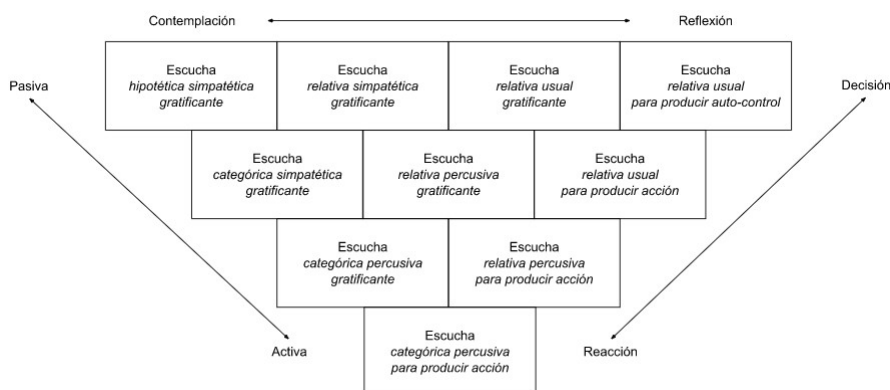 Contemplación
Reflexión
Pasiva
Decisión
Escucha
hipotética simpatética
gratificante
Escucha
relativa simpatética
gratificante
Escucha
relativa usual
gratificante
Escucha
relativa usual
para producir auto-control
Escucha
categórica simpatética
gratificante
Escucha
relativa percusiva
gratificante
Escucha
relativa usual
para producir acción
Escucha
categórica percusiva
gratificante
Escucha
relativa percusiva
para producir acción
Activa
Escucha
categórica percusiva
para producir acción
Reacción